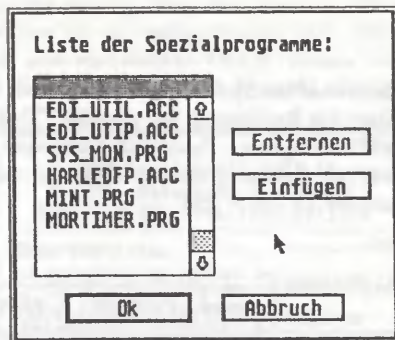 Liste der Spezialprogramme:
EDI_UTIL.ACC
EDI_UTIP.ACC
SYS_MON.PRG
HARLEDFP.ACC
MINT.PRG
MORTIMER.PRG
Entfernen
Einfügen
Ok
Abbruch